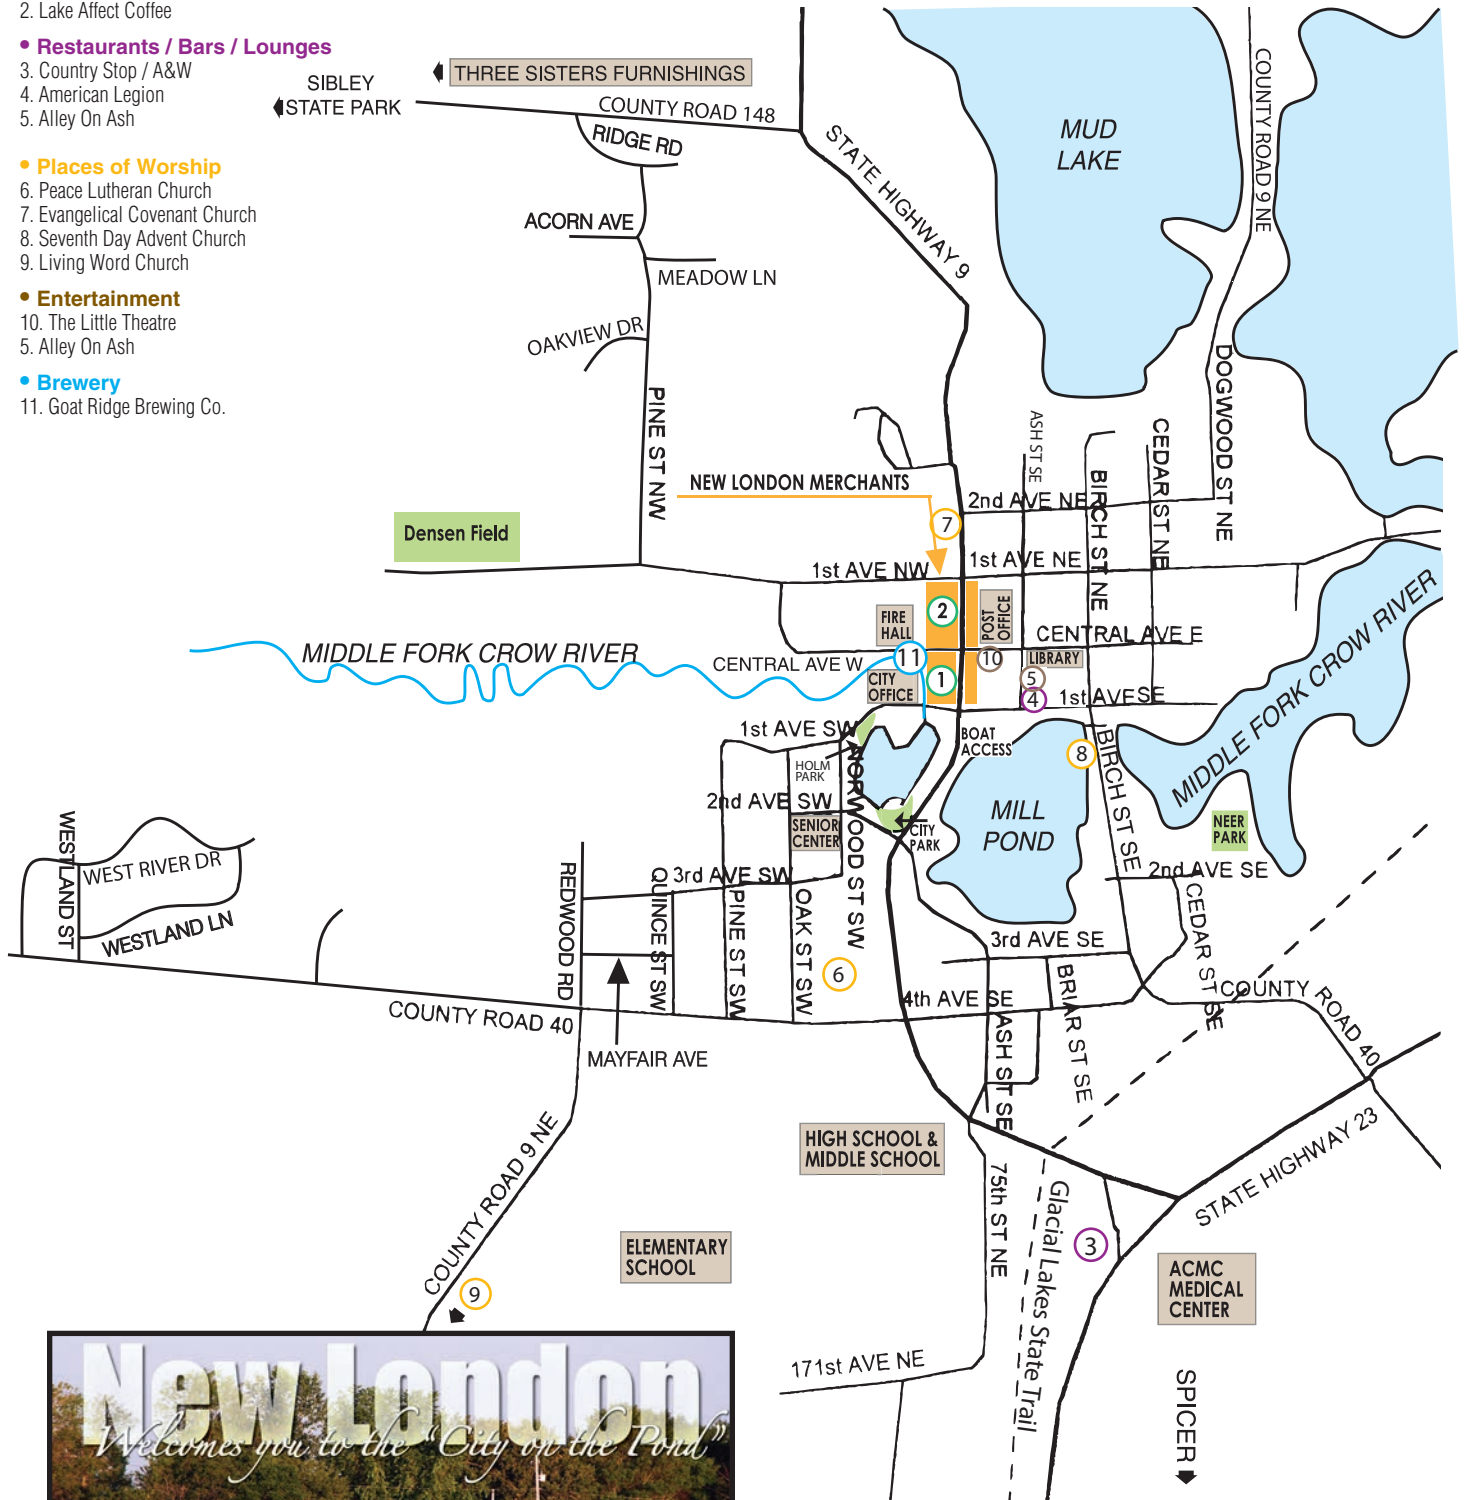 2. Lake Affect Coffee
• Restaurants / Bars / Lounges
3. Country Stop / A&W
4. American Legion
5. Alley On Ash
• Places of Worship
6. Peace Lutheran Church
7. Evangelical Covenant Church
8. Seventh Day Advent Church
9. Living Word Church
• Entertainment
10. The Little Theatre
5. Alley On Ash
• Brewery
11. Goat Ridge Brewing Co.
THREE SISTERS FURNISHINGS
SIBLEY
STATE PARK
COUNTY ROAD 148
RIDGE RD
STATE HIGHWAY 9
MUD
LAKE
COUNTY ROAD 9 NE
ACORN AVE
MEADOW LN
OAKVIEW DR
PINE ST NW
DOGWOOD ST NE
ASH ST SE
BIRCH ST NE
CEDAR ST NE
NEW LONDON MERCHANTS
2nd AVE NE
7
Densen Field
1st AVE NW
1st AVE NE
2
FIRE
HALL
POST
OFFICE
CENTRAL AVE E
MIDDLE FORK CROW RIVER
CENTRAL AVE W
11
10
LIBRARY
CITY
OFFICE
1
5
4
1st AVE SE
MIDDLE FORK CROW RIVER
1st AVE SW
BOAT
ACCESS
HOLM
PARK
NORWOOD ST SW
8
BIRCH ST SE
2nd AVE SW
MILL
POND
SENIOR
CENTER
CITY
PARK
NEER
PARK
WESTLAND ST
WEST RIVER DR
WESTLAND LN
REDWOOD RD
QUINCE ST SW
3rd AVE SW
PINE ST SW
OAK ST SW
2nd AVE SE
CEDAR ST SE
3rd AVE SE
6
BRIAR ST SE
4th AVE SE
COUNTY ROAD 40
COUNTY ROAD 40
MAYFAIR AVE
ASH ST SE
HIGH SCHOOL &
MIDDLE SCHOOL
STATE HIGHWAY 23
COUNTY ROAD 9 NE
75th ST NE
Glacial Lakes State Trail
3
ELEMENTARY
SCHOOL
ACMC
MEDICAL
CENTER
9
171st AVE NE
SPICER
New London
Welcomes you to the "City on the Pond"